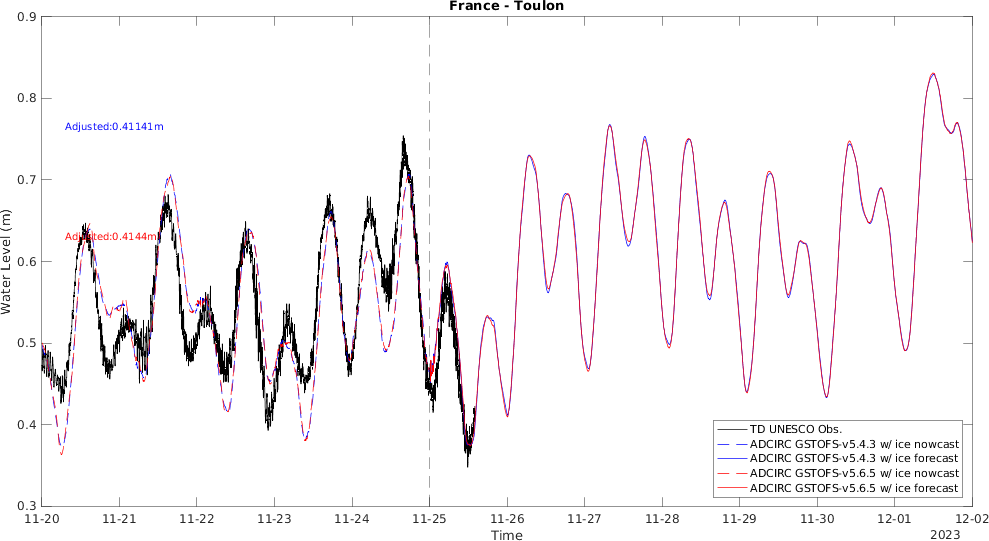 France - Toulon
0.9
0.8
0.7
0.6
0.5
0.4
0.3
Water Level (m)
Adjusted:0.41141m
Adjusted:0.4144m
TD UNESCO Obs.
ADCIRC GSTOFS-v5.4.3 w/ ice nowcast
ADCIRC GSTOFS-v5.4.3 w/ ice forecast
ADCIRC GSTOFS-v5.6.5 w/ ice nowcast
ADCIRC GSTOFS-v5.6.5 w/ ice forecast
11-20 11-21 11-22 11-23 11-24 11-25 11-26 11-27 11-28 11-29 11-30 12-01 12-02
Time
2023